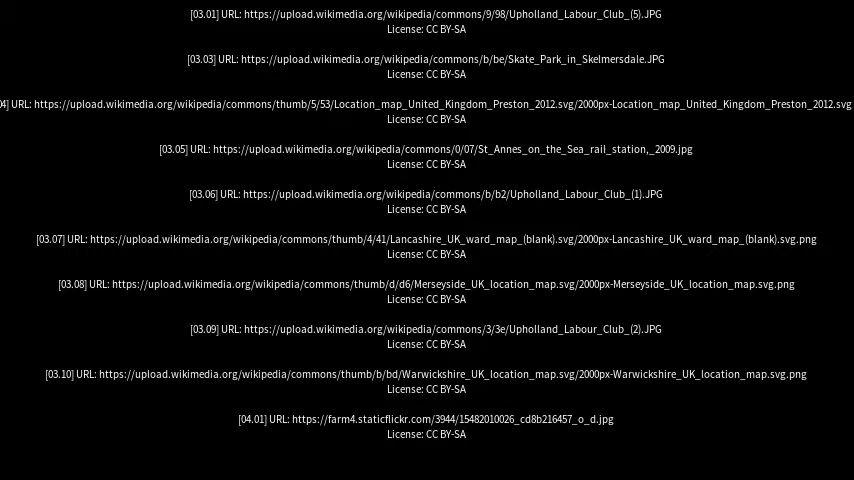 [03.01] URL: https://upload.wikimedia.org/wikipedia/commons/9/98/Upholland_Labour_Club_(5).JPG
License: CC BY-SA
[03.03] URL: https://upload.wikimedia.org/wikipedia/commons/b/be/Skate_Park_in_Skelmersdale.JPG
License: CC BY-SA
04] URL: https://upload.wikimedia.org/wikipedia/commons/thumb/5/53/Location_map_United_Kingdom_Preston_2012.svg/2000px-Location_map_United_Kingdom_Preston_2012.svg
License: CC BY-SA
[03.05] URL: https://upload.wikimedia.org/wikipedia/commons/0/07/St_Annes_on_the_Sea_rail_station,_2009.jpg
License: CC BY-SA
[03.06] URL: https://upload.wikimedia.org/wikipedia/commons/b/b2/Upholland_Labour_Club_(1).JPG
License: CC BY-SA
[03.07] URL: https://upload.wikimedia.org/wikipedia/commons/thumb/4/41/Lancashire_UK_ward_map_(blank).svg/2000px-Lancashire_UK_ward_map_(blank).svg.png
License: CC BY-SA
[03.08] URL: https://upload.wikimedia.org/wikipedia/commons/thumb/d/d6/Merseyside_UK_location_map.svg/2000px-Merseyside_UK_location_map.svg.png
License: CC BY-SA
[03.09] URL: https://upload.wikimedia.org/wikipedia/commons/3/3e/Upholland_Labour_Club_(2).JPG
License: CC BY-SA
[03.10] URL: https://upload.wikimedia.org/wikipedia/commons/thumb/b/bd/Warwickshire_UK_location_map.svg/2000px-Warwickshire_UK_location_map.svg.png
License: CC BY-SA
[04.01] URL: https://farm4.staticflickr.com/3944/15482010026_cd8b216457_o_d.jpg
License: CC BY-SA